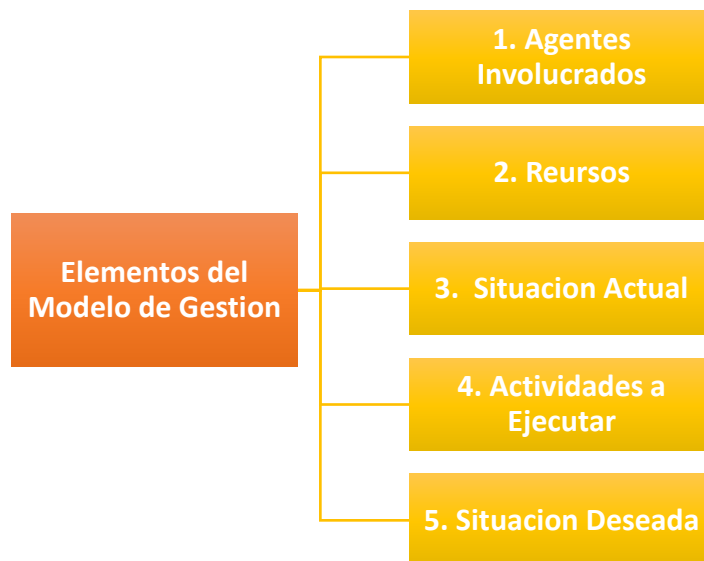 1. Agentes
Involucrados
2. Reursos
Elementos del
Modelo de Gestion
3. Situacion Actual
4. Actividades a
Ejecutar
5. Situacion Deseada